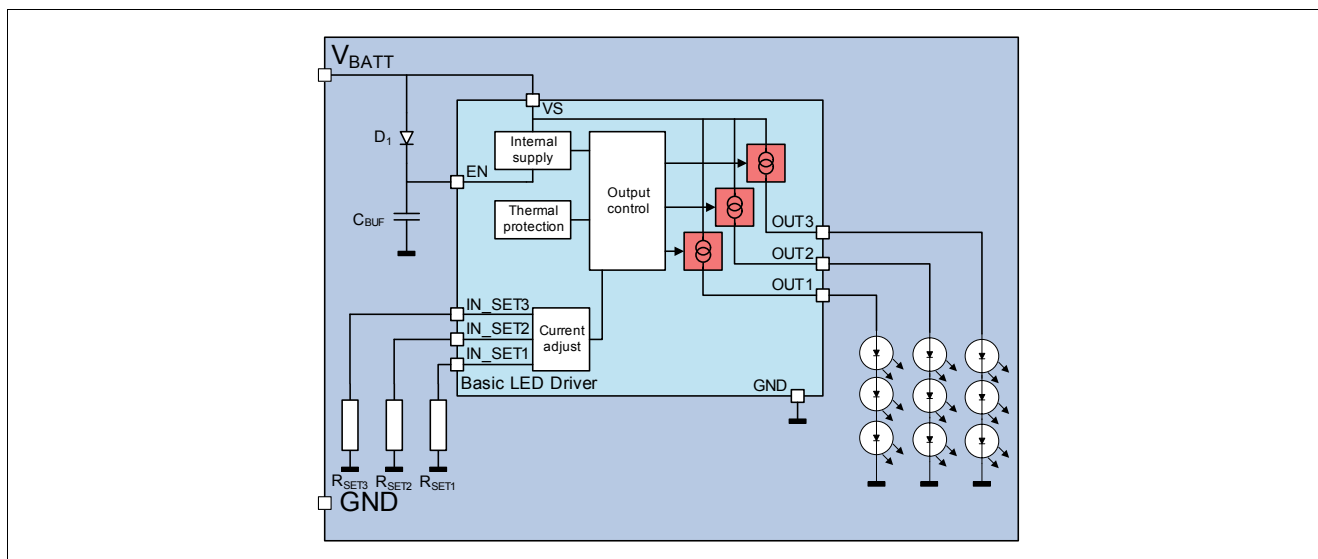 VBATT
VS
D1
Internal
supply
EN
Output
control
CBUF
Thermal
protection
OUT3
OUT2
OUT1
IN_SET3
IN_SET2
IN_SET1
Current
adjust
Basic LED Driver
GND
RSET3
RSET2
RSET1
GND